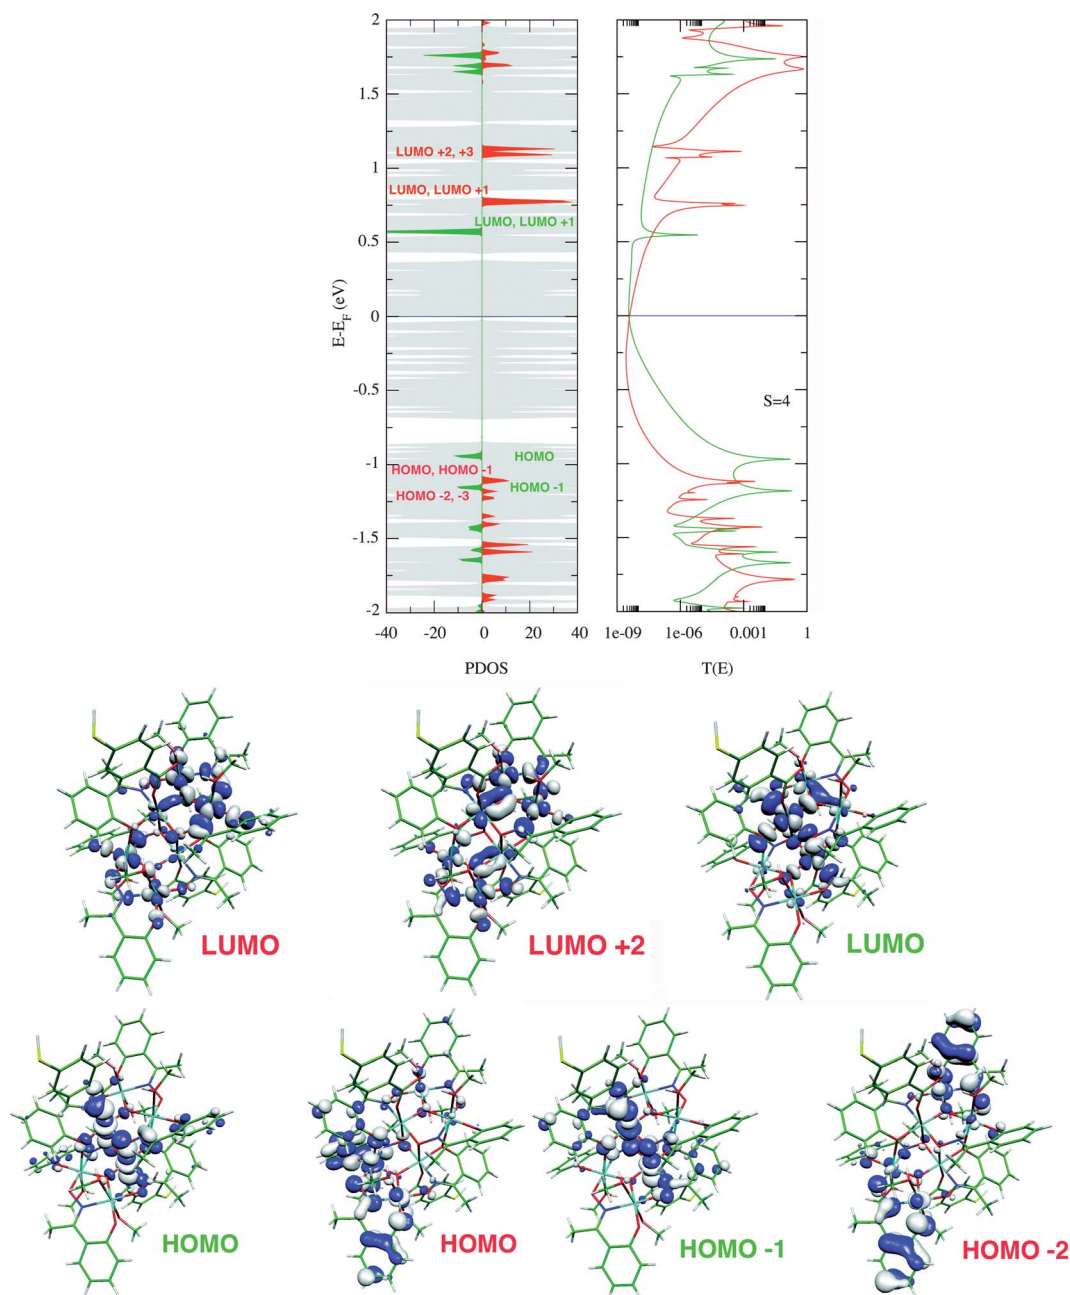 2
1.5
LUMO +2, +3
1
LUMO, LUMO +1
LUMO, LUMO +1
0.5
E-E_F (eV)
0
-0.5
S=4
HOMO
-1
HOMO, HOMO -1
HOMO -2, -3
HOMO -1
-1.5
-2
-40 -20 0 20 40
1e-09 1e-06 0.001 1
PDOS
T(E)
LUMO
LUMO +2
LUMO
HOMO
HOMO
HOMO -1
HOMO -2